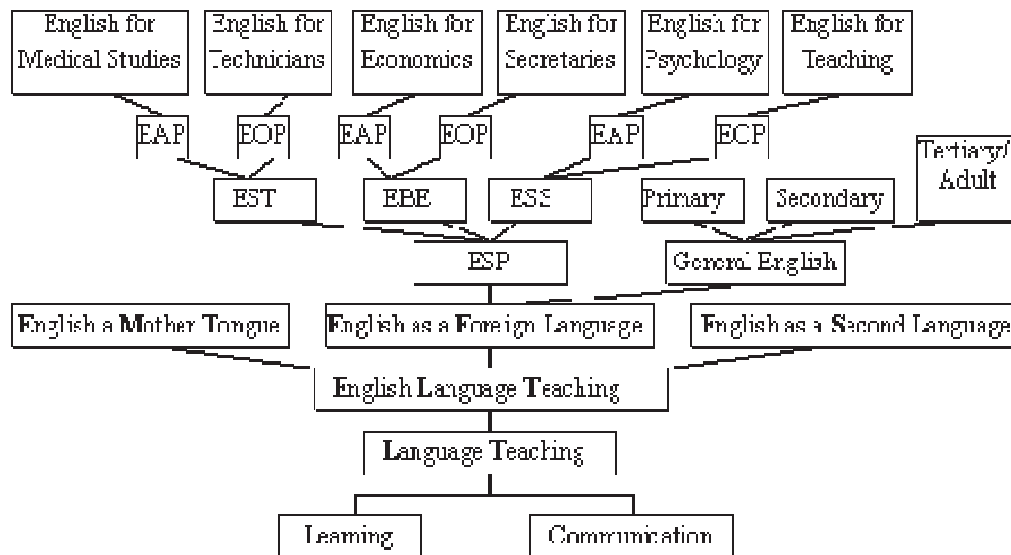 English for
Medical Studies
English for
Technicians
English for
Economics
English for
Secretaries
English for
Psychology
English for
Teaching
EAP
EOP
EAP
EOP
EAP
EOP
Tertiary/
Adult
EST
EBE
ESS
Primary
Secondary
ESP
General English
English a Mother Tongue
English as a Foreign Language
English as a Second Language
English Language Teaching
Language Teaching
Learning
Communication